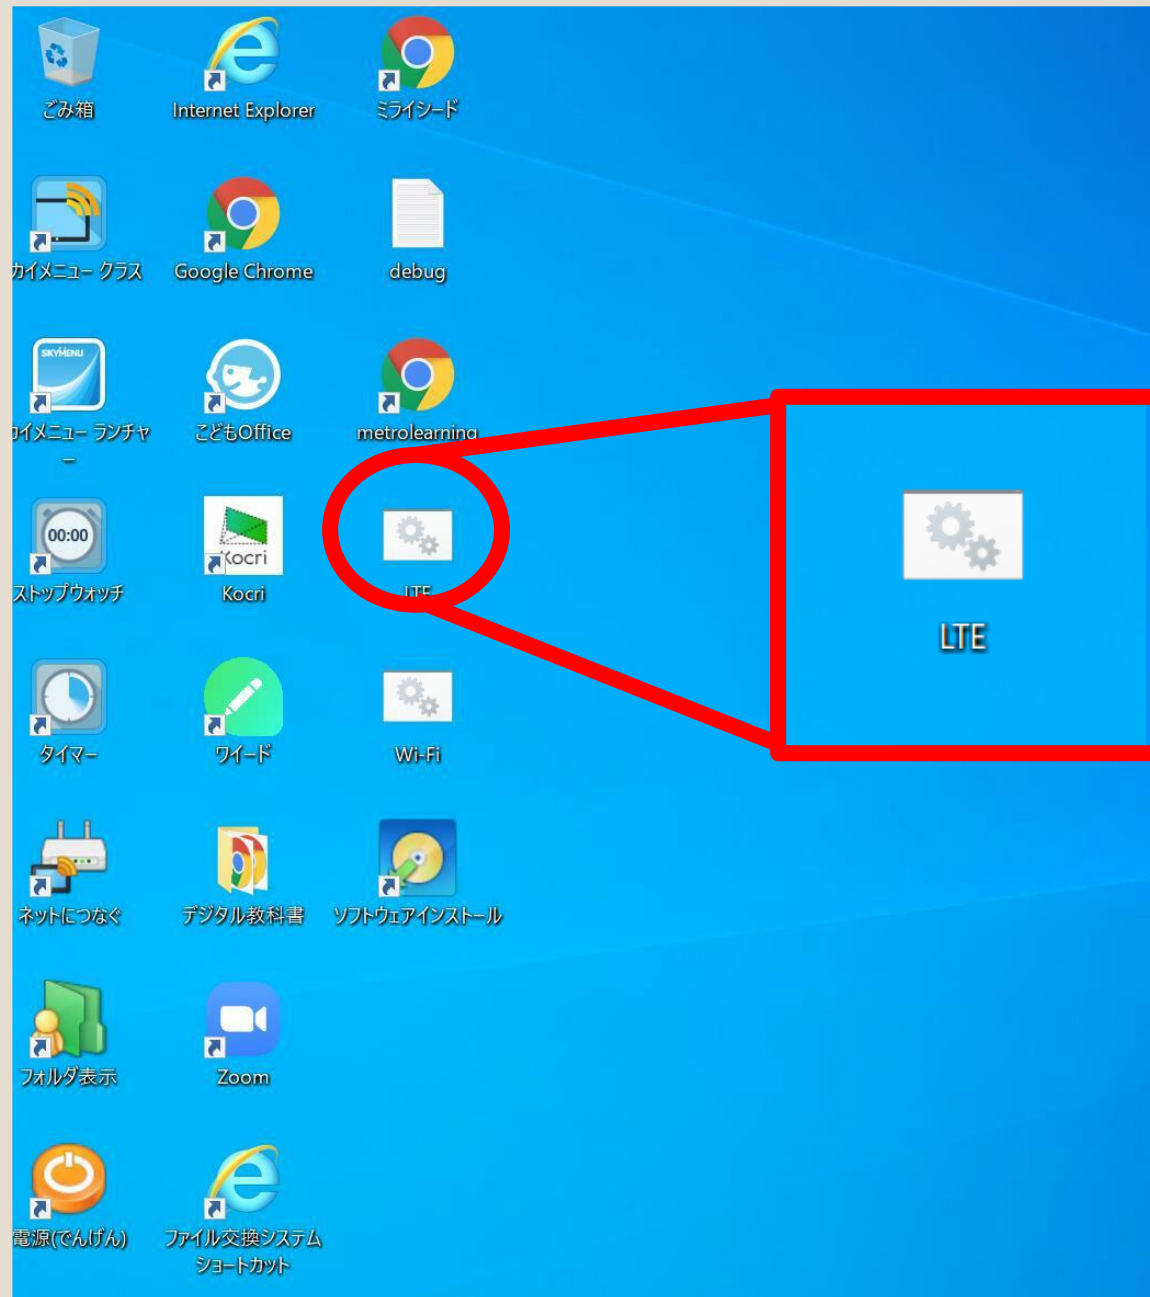 ごみ箱
Internet Explorer
ミライシード
カイメニュー クラス
Google Chrome
debug
SKYMENU
カイメニュー ランチャ
ー
こどもOffice
metrolearning
00:00
ストップウォッチ
Kocri
Kocri
LTE
LTE
タイマー
ワイード
Wi-Fi
ネットにつなぐ
デジタル教科書
ソフトウェアインストール
フォルダ表示
Zoom
電源(でんげん)
ファイル交換システム
ショートカット